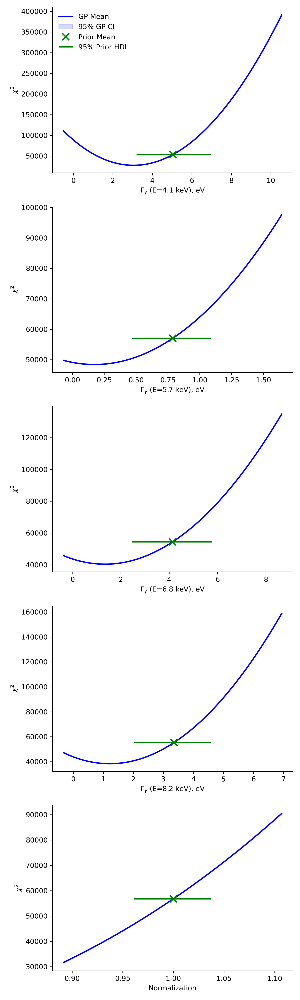 400000
350000
300000
250000
200000
150000
100000
50000
χ²
GP Mean
95% GP CI
Prior Mean
95% Prior HDI
0 2 4 6 8 10
Γγ (E=4.1 keV), eV
100000
90000
80000
70000
60000
50000
χ²
0.00 0.25 0.50 0.75 1.00 1.25 1.50
Γγ (E=5.7 keV), eV
120000
100000
80000
60000
40000
χ²
0 2 4 6 8
Γγ (E=6.8 keV), eV
160000
140000
120000
100000
80000
60000
40000
χ²
0 1 2 3 4 5 6 7
Γγ (E=8.2 keV), eV
90000
80000
70000
60000
50000
40000
30000
χ²
0.90 0.95 1.00 1.05 1.10
Normalization